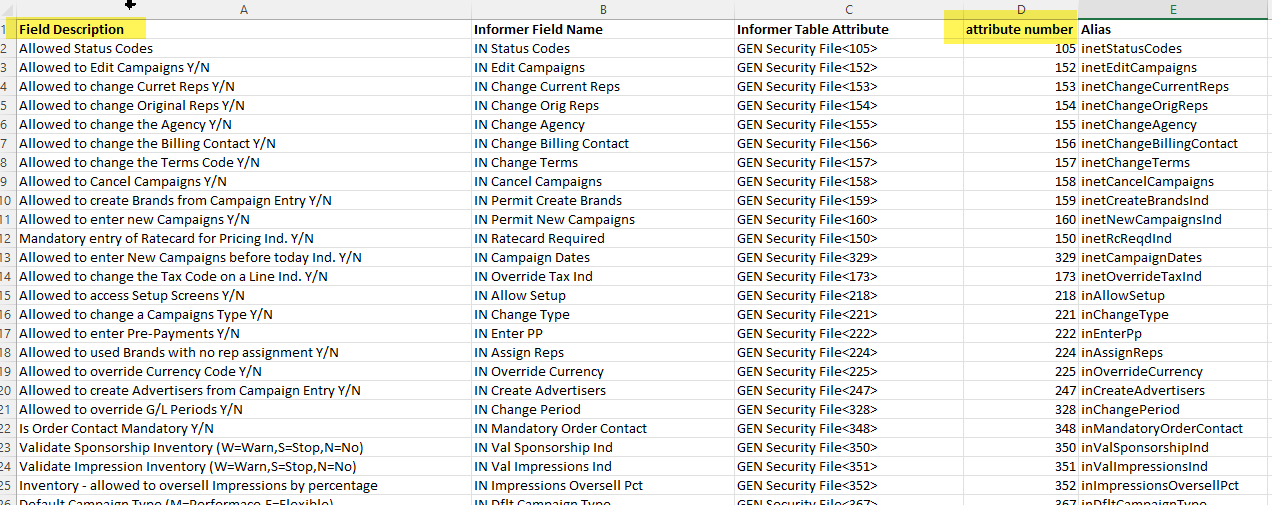 A B C D E
1 Field Description Informer Field Name Informer Table Attribute attribute number Alias
2 Allowed Status Codes IN Status Codes GEN Security File<105> 105 inetStatusCodes
3 Allowed to Edit Campaigns Y/N IN Edit Campaigns GEN Security File<152> 152 inetEditCampaigns
4 Allowed to change Curret Reps Y/N IN Change Current Reps GEN Security File<153> 153 inetChangeCurrentReps
5 Allowed to change Original Reps Y/N IN Change Orig Reps GEN Security File<154> 154 inetChangeOrigReps
6 Allowed to change the Agency Y/N IN Change Agency GEN Security File<155> 155 inetChangeAgency
7 Allowed to change the Billing Contact Y/N IN Change Billing Contact GEN Security File<156> 156 inetChangeBillingContact
8 Allowed to change the Terms Code Y/N IN Change Terms GEN Security File<157> 157 inetChangeTerms
9 Allowed to Cancel Campaigns Y/N IN Cancel Campaigns GEN Security File<158> 158 inetCancelCampaigns
10 Allowed to create Brands from Campaign Entry Y/N IN Permit Create Brands GEN Security File<159> 159 inetCreateBrandsInd
11 Allowed to enter new Campaigns Y/N IN Permit New Campaigns GEN Security File<160> 160 inetNewCampaignsInd
12 Mandatory entry of Ratecard for Pricing Ind. Y/N IN Ratecard Required GEN Security File<150> 150 inetRcReqdInd
13 Allowed to enter New Campaigns before today Ind. Y/N IN Campaign Dates GEN Security File<329> 329 inetCampaignDates
14 Allowed to change the Tax Code on a Line Ind. Y/N IN Override Tax Ind GEN Security File<173> 173 inetOverrideTaxInd
15 Allowed to access Setup Screens Y/N IN Allow Setup GEN Security File<218> 218 inAllowSetup
16 Allowed to change a Campaigns Type Y/N IN Change Type GEN Security File<221> 221 inChangeType
17 Allowed to enter Pre-Payments Y/N IN Enter PP GEN Security File<222> 222 inEnterPp
18 Allowed to used Brands with no rep assignment Y/N IN Assign Reps GEN Security File<224> 224 inAssignReps
19 Allowed to override Currency Code Y/N IN Override Currency GEN Security File<225> 225 inOverrideCurrency
20 Allowed to create Advertisers from Campaign Entry Y/N IN Create Advertisers GEN Security File<247> 247 inCreateAdvertisers
21 Allowed to override G/L Periods Y/N IN Change Period GEN Security File<328> 328 inChangePeriod
22 Is Order Contact Mandatory Y/N IN Mandatory Order Contact GEN Security File<348> 348 inMandatoryOrderContact
23 Validate Sponsorship Inventory (W=Warn,S=Stop,N=No) IN Val Sponsorship Ind GEN Security File<350> 350 inValSponsorshipInd
24 Validate Impression Inventory (W=Warn,S=Stop,N=No) IN Val Impressions Ind GEN Security File<351> 351 inValImpressionsInd
25 Inventory - allowed to oversell Impressions by percentage IN Impressions Oversell Pct GEN Security File<352> 352 inImpressionsOversellPct
26 Default Campaign Type (M=Performace,F=Flexible) IN Dflt Campaign Type GEN Security File<367> 367 inDfltCampaignType